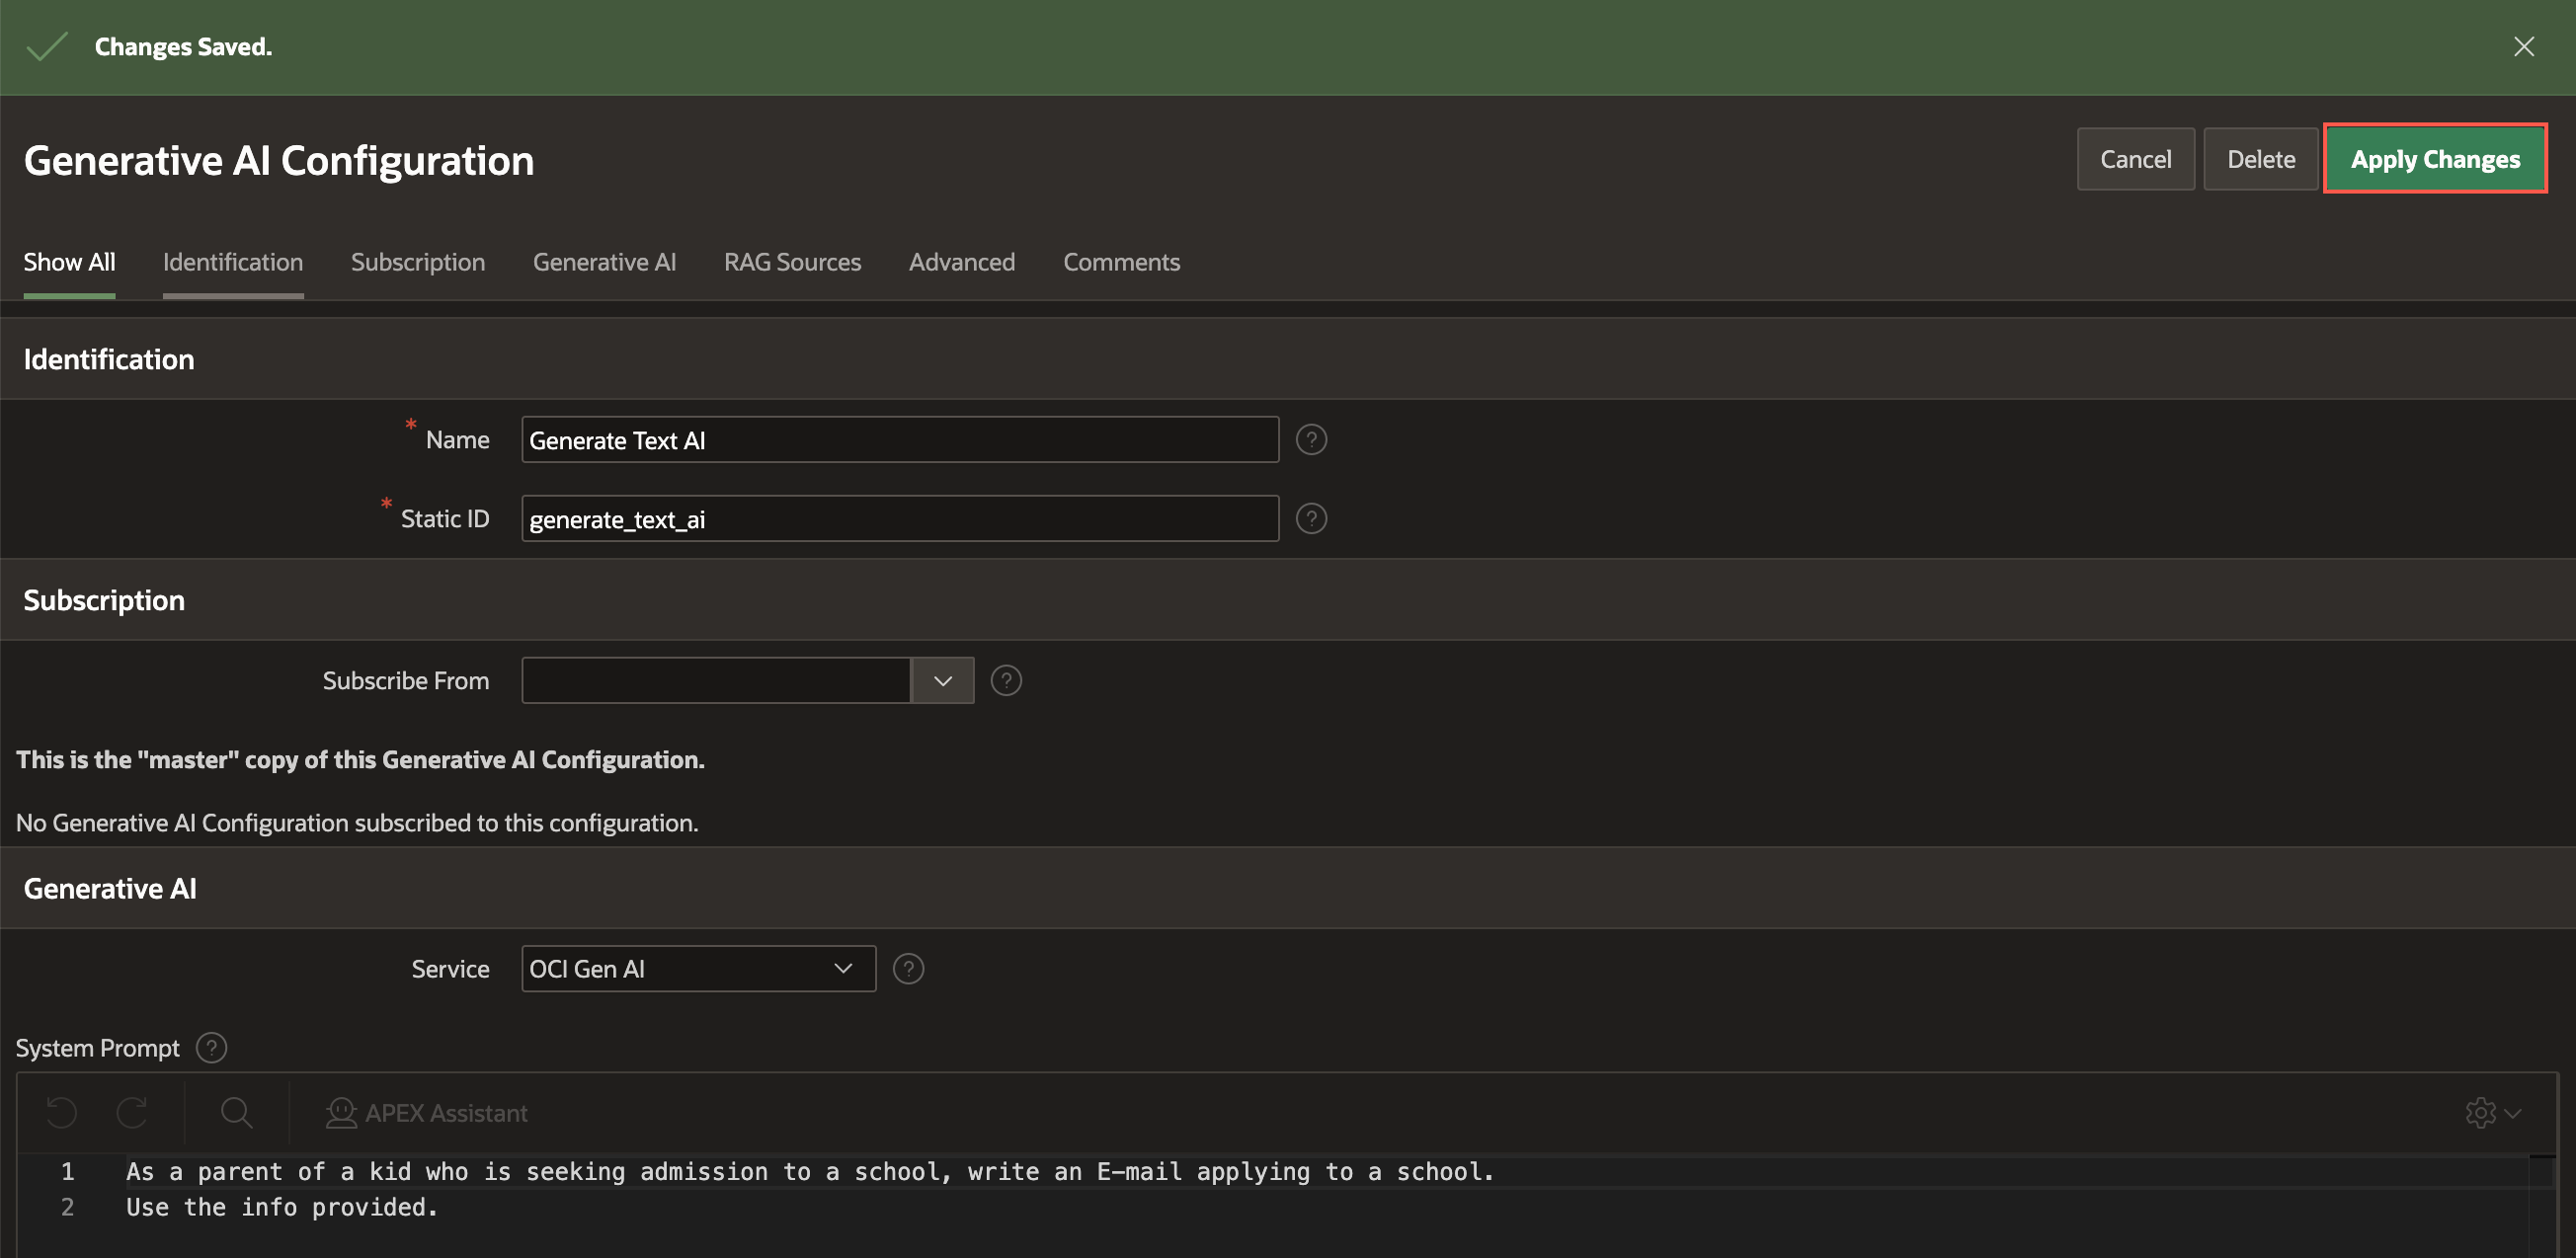 Changes Saved.
Generative AI Configuration
Cancel Delete Apply Changes
Show All Identification Subscription Generative AI RAG Sources Advanced Comments
Identification
* Name Generate Text AI ?
* Static ID generate_text_ai ?
Subscription
Subscribe From ?
This is the "master" copy of this Generative AI Configuration.
No Generative AI Configuration subscribed to this configuration.
Generative AI
Service OCI Gen AI ?
System Prompt ?
APEX Assistant
1 As a parent of a kid who is seeking admission to a school, write an E-mail applying to a school.
2 Use the info provided.